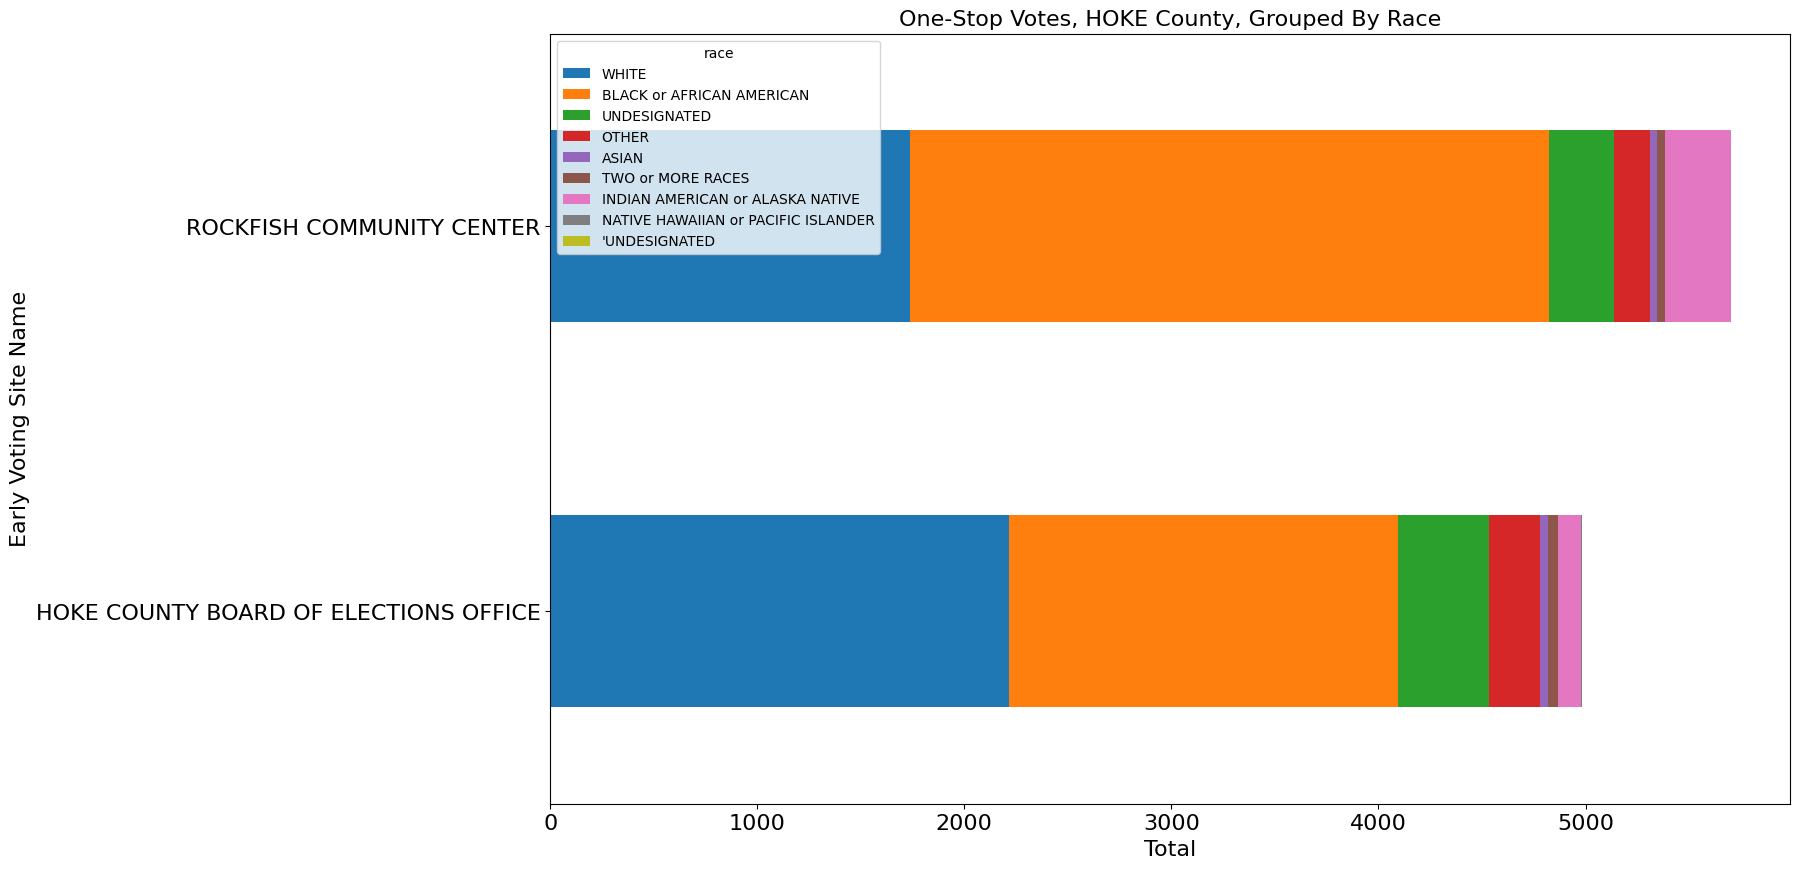 One-Stop Votes, HOKE County, Grouped By Race
race
WHITE
BLACK or AFRICAN AMERICAN
UNDESIGNATED
OTHER
ASIAN
TWO or MORE RACES
INDIAN AMERICAN or ALASKA NATIVE
NATIVE HAWAIIAN or PACIFIC ISLANDER
'UNDESIGNATED
Early Voting Site Name
ROCKFISH COMMUNITY CENTER
HOKE COUNTY BOARD OF ELECTIONS OFFICE
0 1000 2000 3000 4000 5000
Total